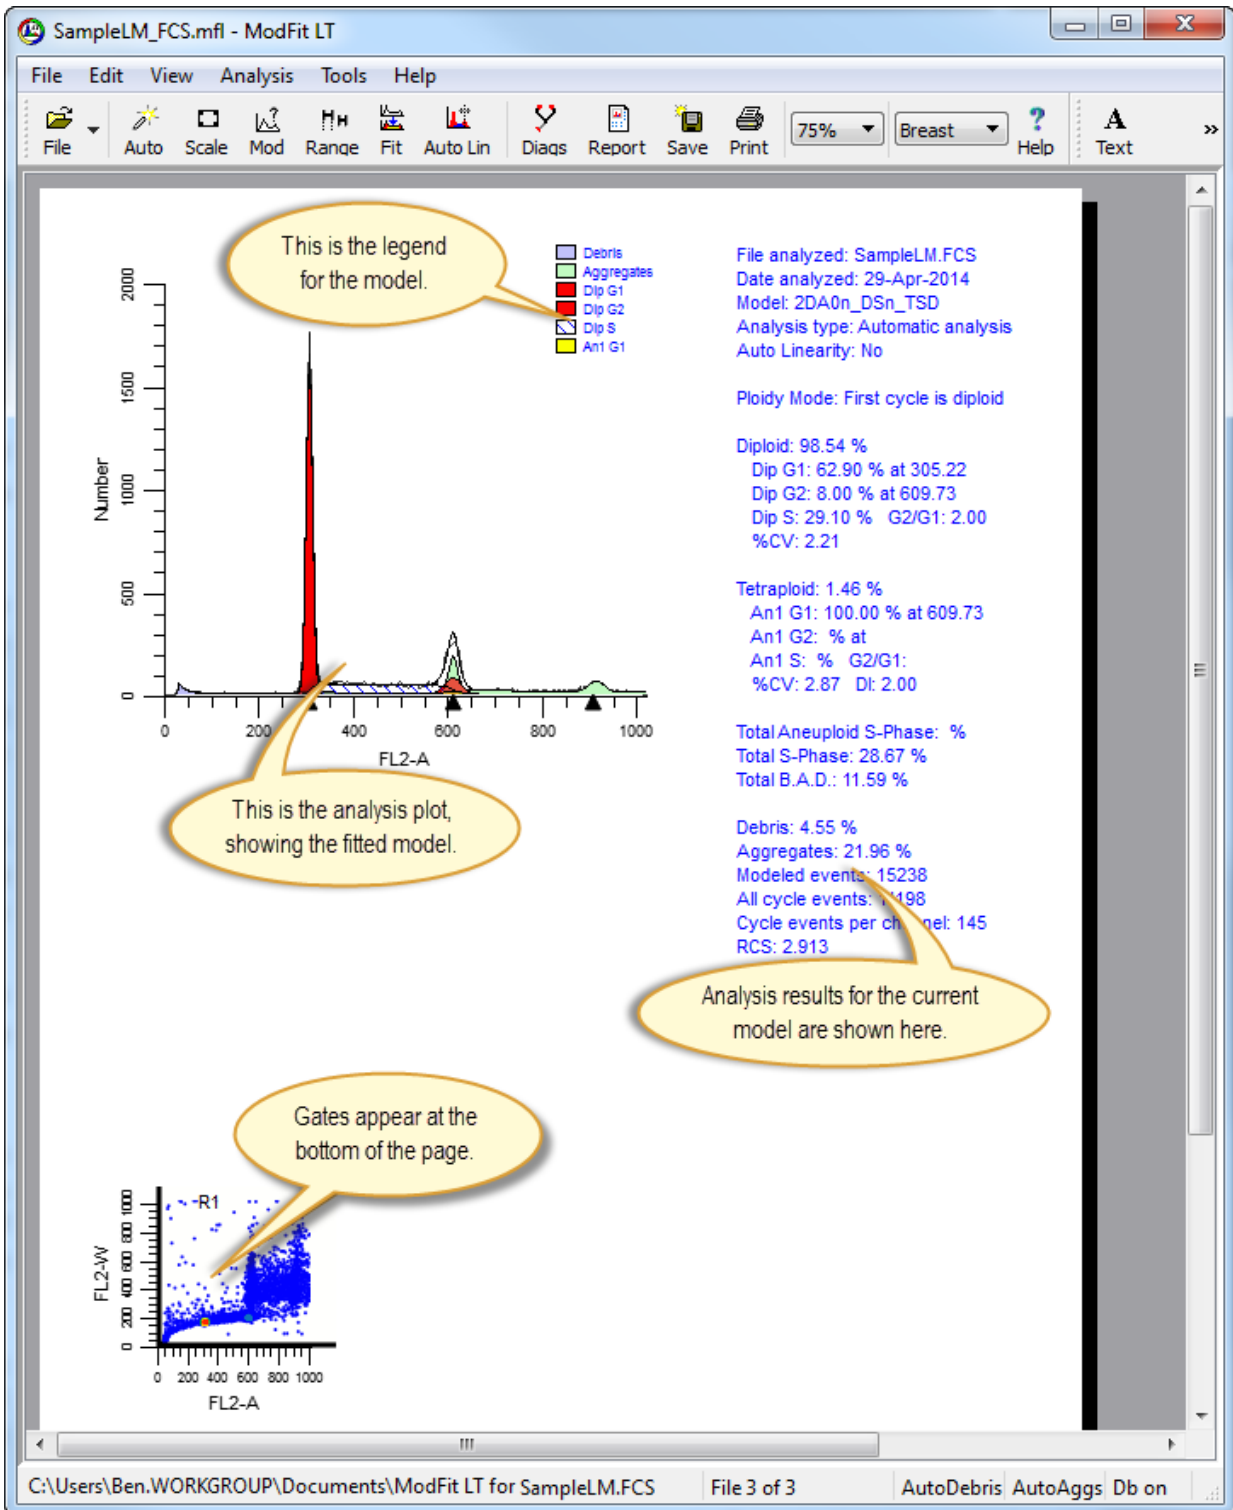 SampleLM_FCS.mfl - ModFit LT
File Edit View Analysis Tools Help
File Auto Scale Mod Range Fit Auto Lin Diags Report Save Print 75% Breast Help Text
This is the legend
for the model.
Debris
Aggregates
Dip G1
Dip G2
Dip S
An1 G1
File analyzed: SampleLM.FCS
Date analyzed: 29-Apr-2014
Model: 2DA0n_DSn_TSD
Analysis type: Automatic analysis
Auto Linearity: No
Ploidy Mode: First cycle is diploid
Diploid: 98.54 %
Dip G1: 62.90 % at 305.22
Dip G2: 8.00 % at 609.73
Dip S: 29.10 % G2/G1: 2.00
%CV: 2.21
Tetraploid: 1.46 %
An1 G1: 100.00 % at 609.73
An1 G2: % at
An1 S: % G2/G1:
%CV: 2.87 DI: 2.00
Total Aneuploid S-Phase: %
Total S-Phase: 28.67 %
Total B.A.D.: 11.59 %
Debris: 4.55 %
Aggregates: 21.96 %
Modeled events: 15238
All cycle events:
Cycle events per channel: 145
RCS: 2.913
Number
2000
1500
1000
500
0
0 200 400 600 800 1000
FL2-A
This is the analysis plot,
showing the fitted model.
Analysis results for the current
model are shown here.
Gates appear at the
bottom of the page.
R1
FL2-W
1000
800
600
400
200
0
0 200 400 600 800 1000
FL2-A
C:\Users\Ben.WORKGROUP\Documents\ModFit LT for SampleLM.FCS File 3 of 3 AutoDebris AutoAggs Db on